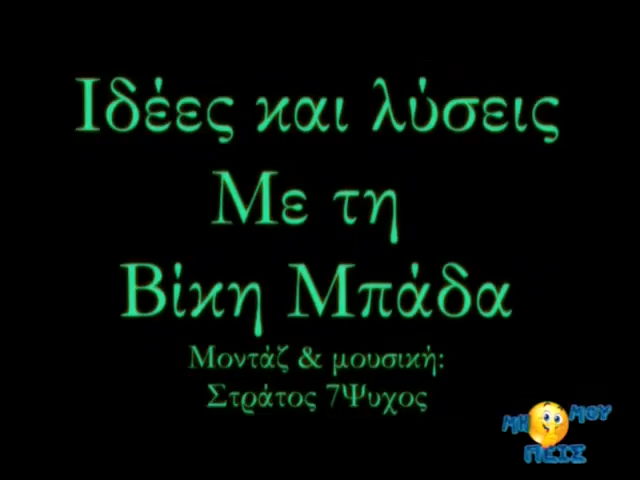 Ιδέες και λύσεις
Με τη
Βίκη Μπάδα
Μοντάζ & μουσική:
Στράτος 7Ψυχος
ΜΗ ΜΟΥ
ΠΕΙΣ